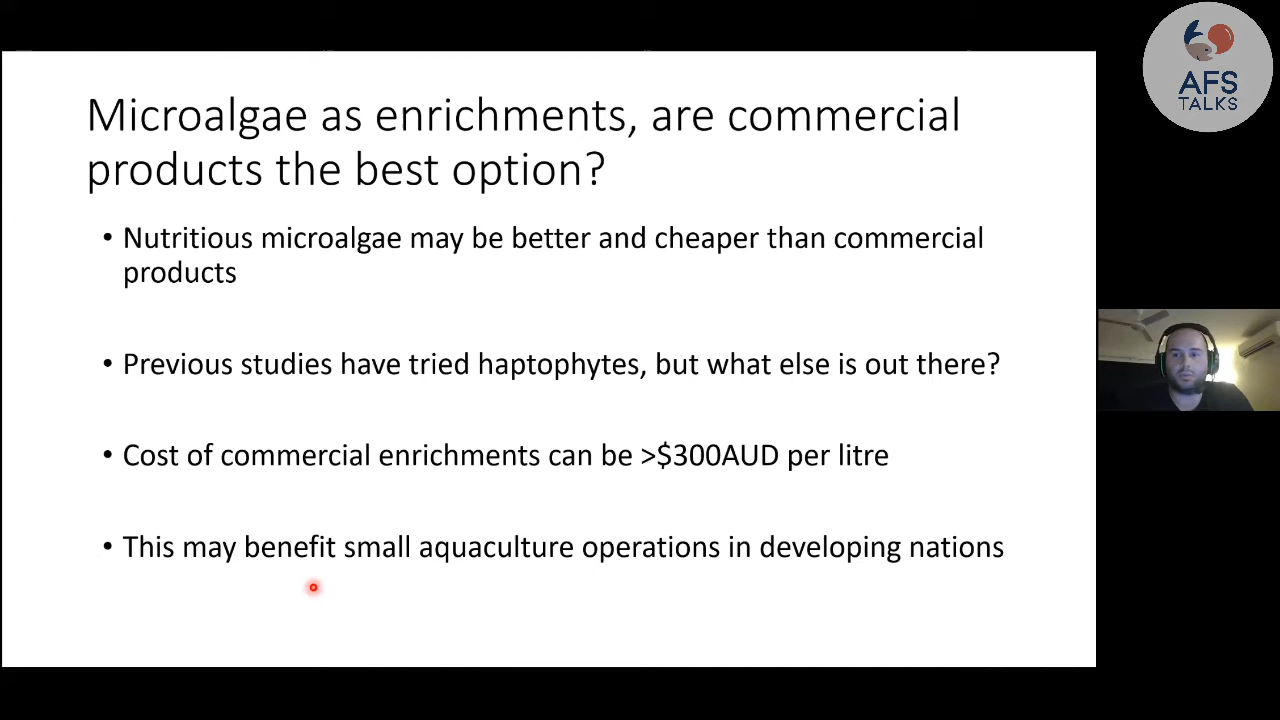 Microalgae as enrichments, are commercial
products the best option?
• Nutritious microalgae may be better and cheaper than commercial
products
• Previous studies have tried haptophytes, but what else is out there?
• Cost of commercial enrichments can be >$300AUD per litre
• This may benefit small aquaculture operations in developing nations
AFS
TALKS